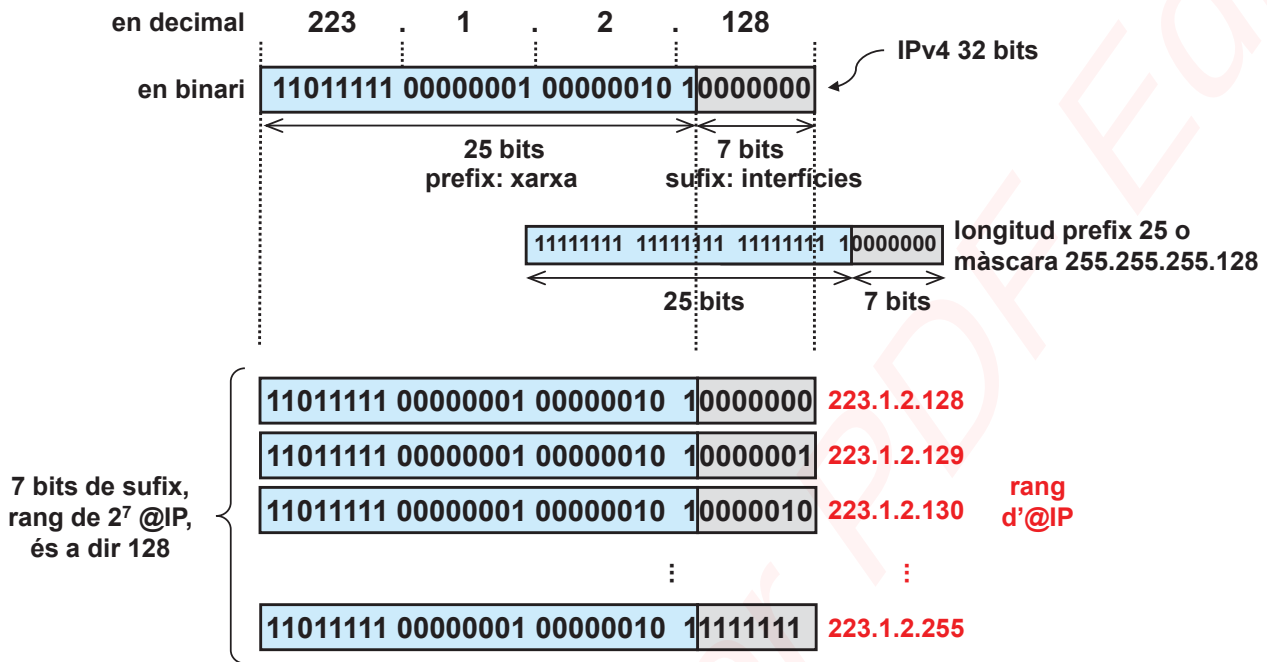 en decimal 223 . 1 . 2 . 128
IPv4 32 bits
en binari 11011111 00000001 00000010 10000000
25 bits 7 bits
prefix: xarxa sufix: interfícies
11111111 11111111 11111111 10000000 longitud prefix 25 o
màscara 255.255.255.128
25 bits 7 bits
11011111 00000001 00000010 10000000 223.1.2.128
11011111 00000001 00000010 10000001 223.1.2.129
11011111 00000001 00000010 10000010 223.1.2.130
7 bits de sufix,
rang de 2⁷ @IP,
és a dir 128
rang
d'@IP
⋮ ⋮
11011111 00000001 00000010 11111111 223.1.2.255
or PDF Ed